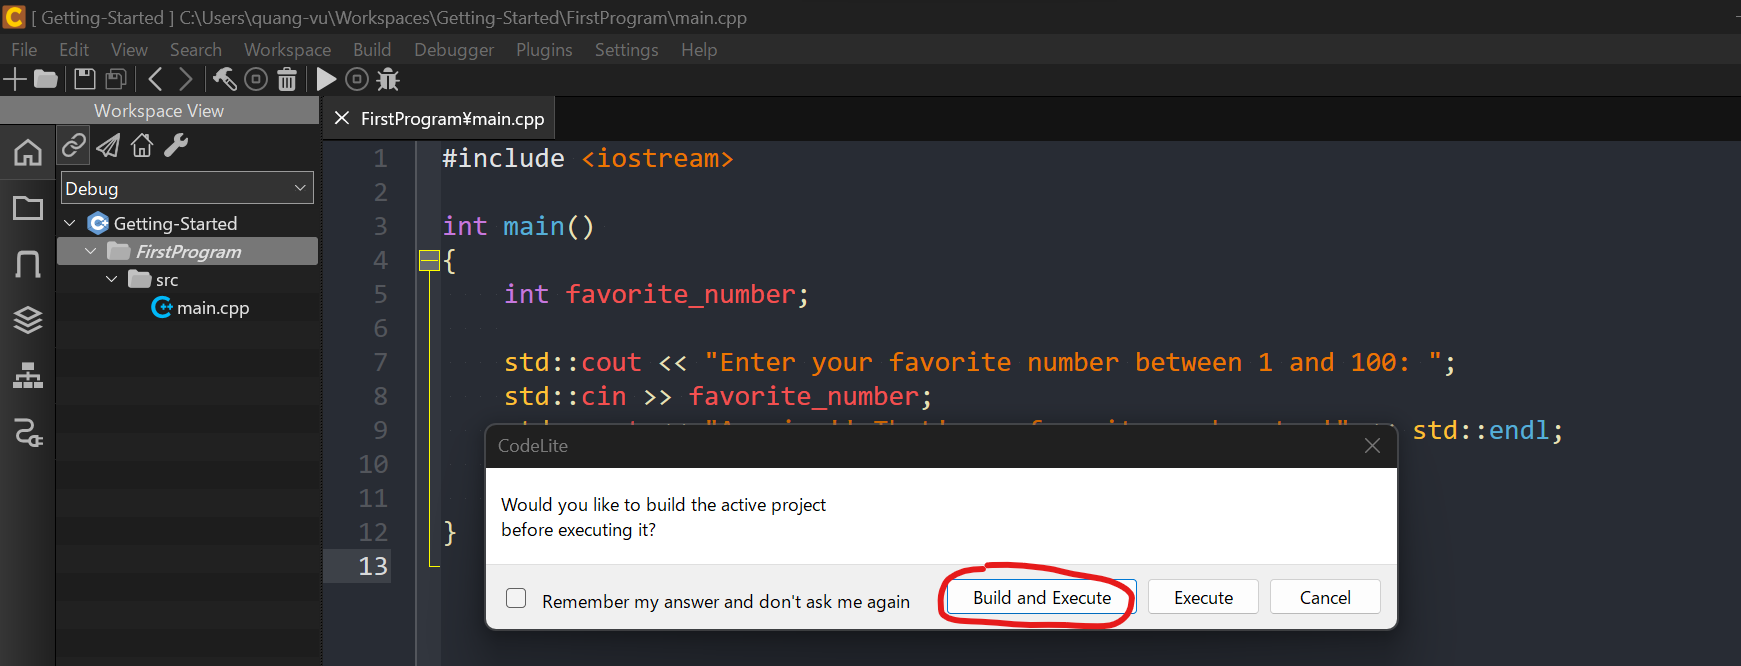 [ Getting-Started ] C:\Users\quang-vu\Workspaces\Getting-Started\FirstProgram\main.cpp
File Edit View Search Workspace Build Debugger Plugins Settings Help
Workspace View
FirstProgram¥main.cpp
Debug
Getting-Started
FirstProgram
src
main.cpp
1 #include <iostream>
2
3 int main()
4 {
5 int favorite_number;
6
7 std::cout << "Enter your favorite number between 1 and 100: ";
8 std::cin >> favorite_number;
9 std::endl;
10
11
12 }
13
CodeLite
Would you like to build the active project
before executing it?
Remember my answer and don't ask me again
Build and Execute
Execute
Cancel